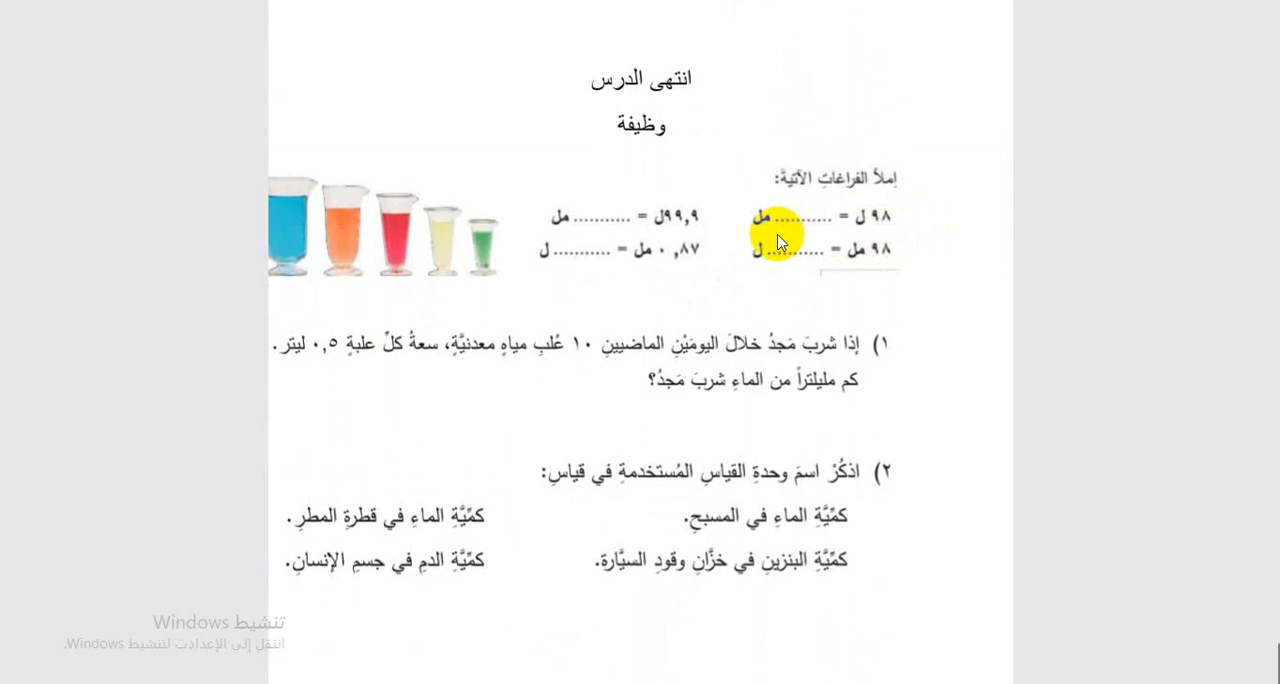 انتهى الدرس
وظيفة
إملأ الفراغاتِ الآتيةَ:
٩٨ ل = ........... مل
٩٩,٩ل = ........... مل
٩٨ مل = ........... ل
٠,٨٧ مل = ........... ل
١) إذا شربَ مَجدُ خلالَ اليومَيْنِ الماضيينِ ١٠ عُلبِ مياهٍ معدنيَّةٍ، سعةُ كلِّ علبةٍ ٠,٥ ليتر.
كم مليلتراً من الماءِ شربَ مَجدُ؟
٢) اذكُرْ اسمَ وحدةِ القياسِ المُستخدمةِ في قياسِ:
كمِّيَّةِ الماءِ في المسبحِ.
كمِّيَّةِ الماءِ في قطرةِ المطرِ.
كمِّيَّةِ البنزينِ في خزَّانِ وقودِ السيَّارة.
كمِّيَّةِ الدمِ في جسمِ الإنسانِ.
تنشيط Windows
انتقل إلى الإعدادات لتنشيط Windows.